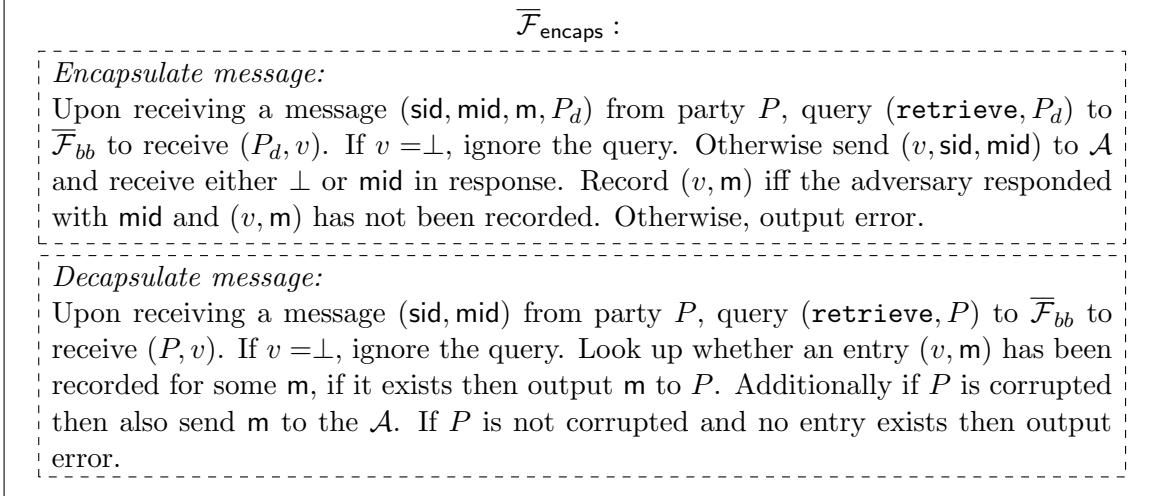 F̅_encaps :
Encapsulate message:
Upon receiving a message (sid, mid, m, P_d) from party P, query (retrieve, P_d) to
F̅_bb to receive (P_d, v). If v =⊥, ignore the query. Otherwise send (v, sid, mid) to 𝒜
and receive either ⊥ or mid in response. Record (v, m) iff the adversary responded
with mid and (v, m) has not been recorded. Otherwise, output error.
Decapsulate message:
Upon receiving a message (sid, mid) from party P, query (retrieve, P) to F̅_bb to
receive (P, v). If v =⊥, ignore the query. Look up whether an entry (v, m) has been
recorded for some m, if it exists then output m to P. Additionally if P is corrupted
then also send m to the 𝒜. If P is not corrupted and no entry exists then output
error.